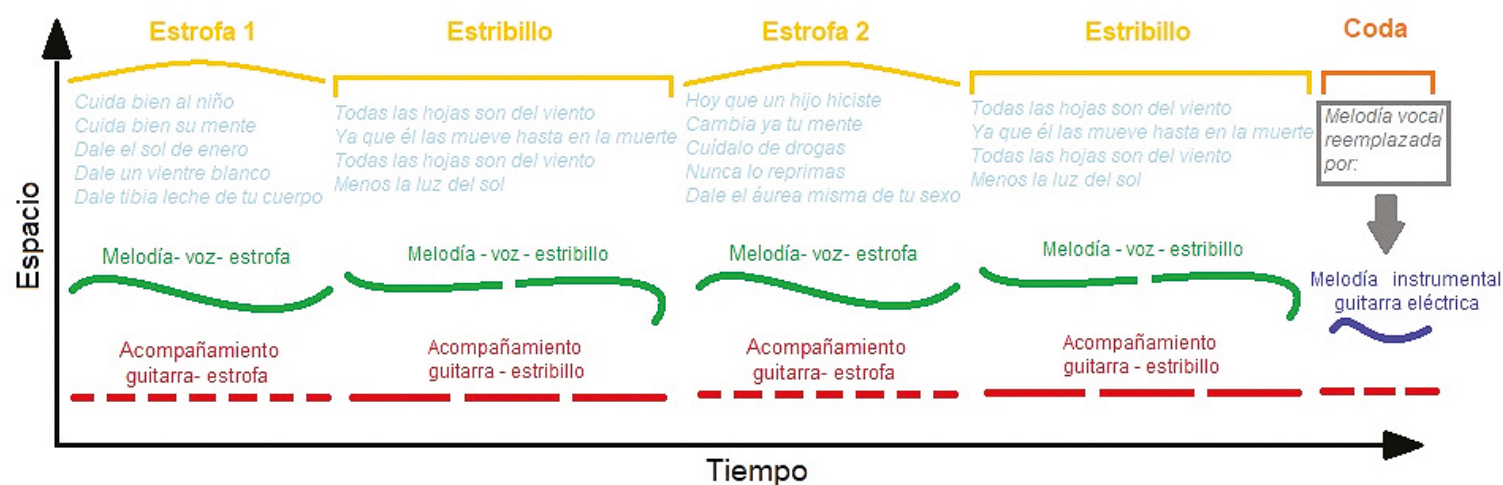 Estrofa 1
Estribillo
Estrofa 2
Estribillo
Coda
Cuida bien al niño
Cuida bien su mente
Dale el sol de enero
Dale un vientre blanco
Dale tibia leche de tu cuerpo
Todas las hojas son del viento
Ya que él las mueve hasta en la muerte
Todas las hojas son del viento
Menos la luz del sol
Hoy que un hijo hiciste
Cambia ya tu mente
Cuídalo de drogas
Nunca lo reprimas
Dale el áurea misma de tu sexo
Todas las hojas son del viento
Ya que él las mueve hasta en la muerte
Todas las hojas son del viento
Menos la luz del sol
Melodía vocal
reemplazada
por:
Melodía- voz- estrofa
Melodía - voz - estribillo
Melodía- voz- estrofa
Melodía - voz - estribillo
Melodía instrumental
guitarra eléctrica
Acompañamiento
guitarra- estrofa
Acompañamiento
guitarra - estribillo
Acompañamiento
guitarra- estrofa
Acompañamiento
guitarra - estribillo
Espacio
Tiempo